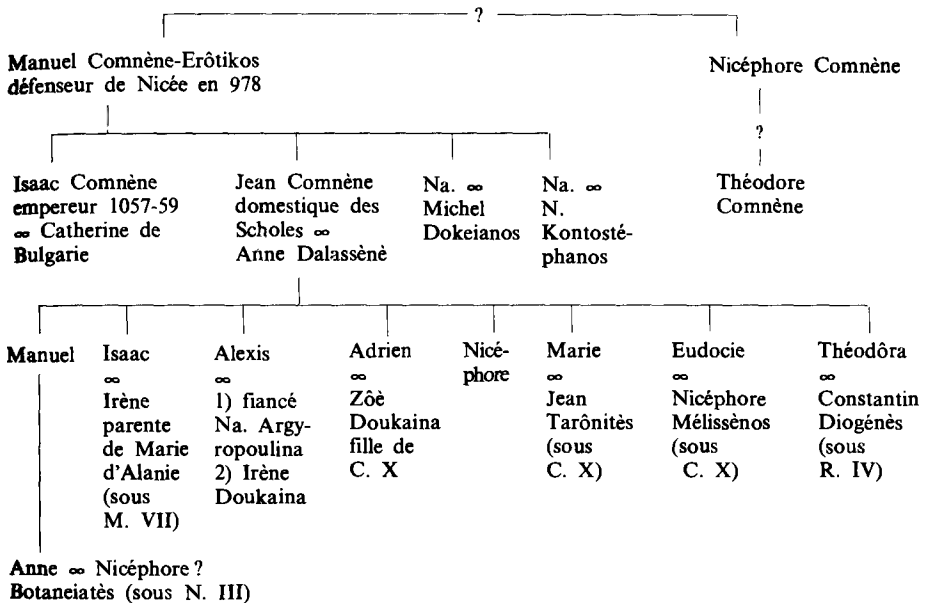 ?
Manuel Comnène-Erôtikos
défenseur de Nicée en 978
Nicéphore Comnène
?
Isaac Comnène
empereur 1057-59
∞ Catherine de
Bulgarie
Jean Comnène
domestique des
Scholes ∞
Anne Dalassènè
Na. ∞
Michel
Dokeianos
Na. ∞
N.
Kontosté-
phanos
Théodore
Comnène
Manuel
Isaac
∞
Irène
parente
de Marie
d'Alanie
(sous
M. VII)
Alexis
∞
1) fiancé
Na. Argy-
ropoulina
2) Irène
Doukaina
Adrien
∞
Zôè
Doukaina
fille de
C. X
Nicé-
phore
Marie
∞
Jean
Tarônitès
(sous
C. X)
Eudocie
∞
Nicéphore
Mélissènos
(sous
C. X)
Théodôra
∞
Constantin
Diogénès
(sous
R. IV)
Anne ∞ Nicéphore ?
Botaneiatès (sous N. III)